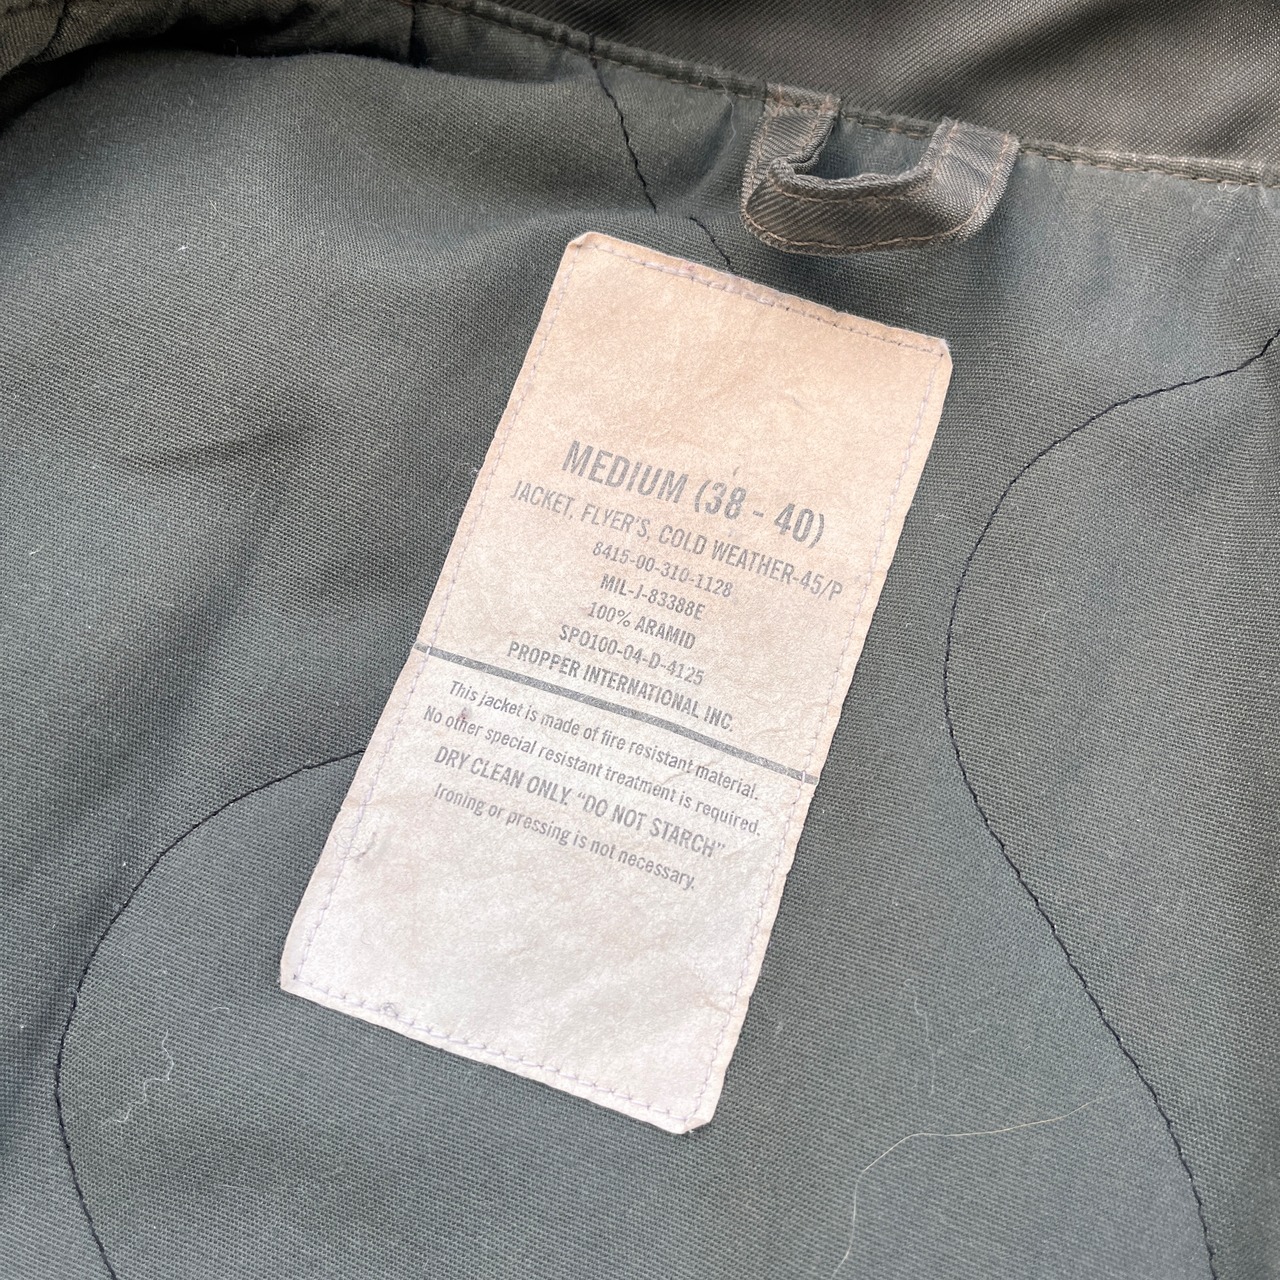 MEDIUM (38 - 40)
JACKET, FLYER'S, COLD WEATHER-45/P
8415-00-310-1128
MIL-J-83388E
100% ARAMID
SPO100-04-D-4125
PROPPER INTERNATIONAL INC.
This jacket is made of fire resistant material.
No other special resistant treatment is required.
DRY CLEAN ONLY. “DO NOT STARCH”
Ironing or pressing is not necessary.